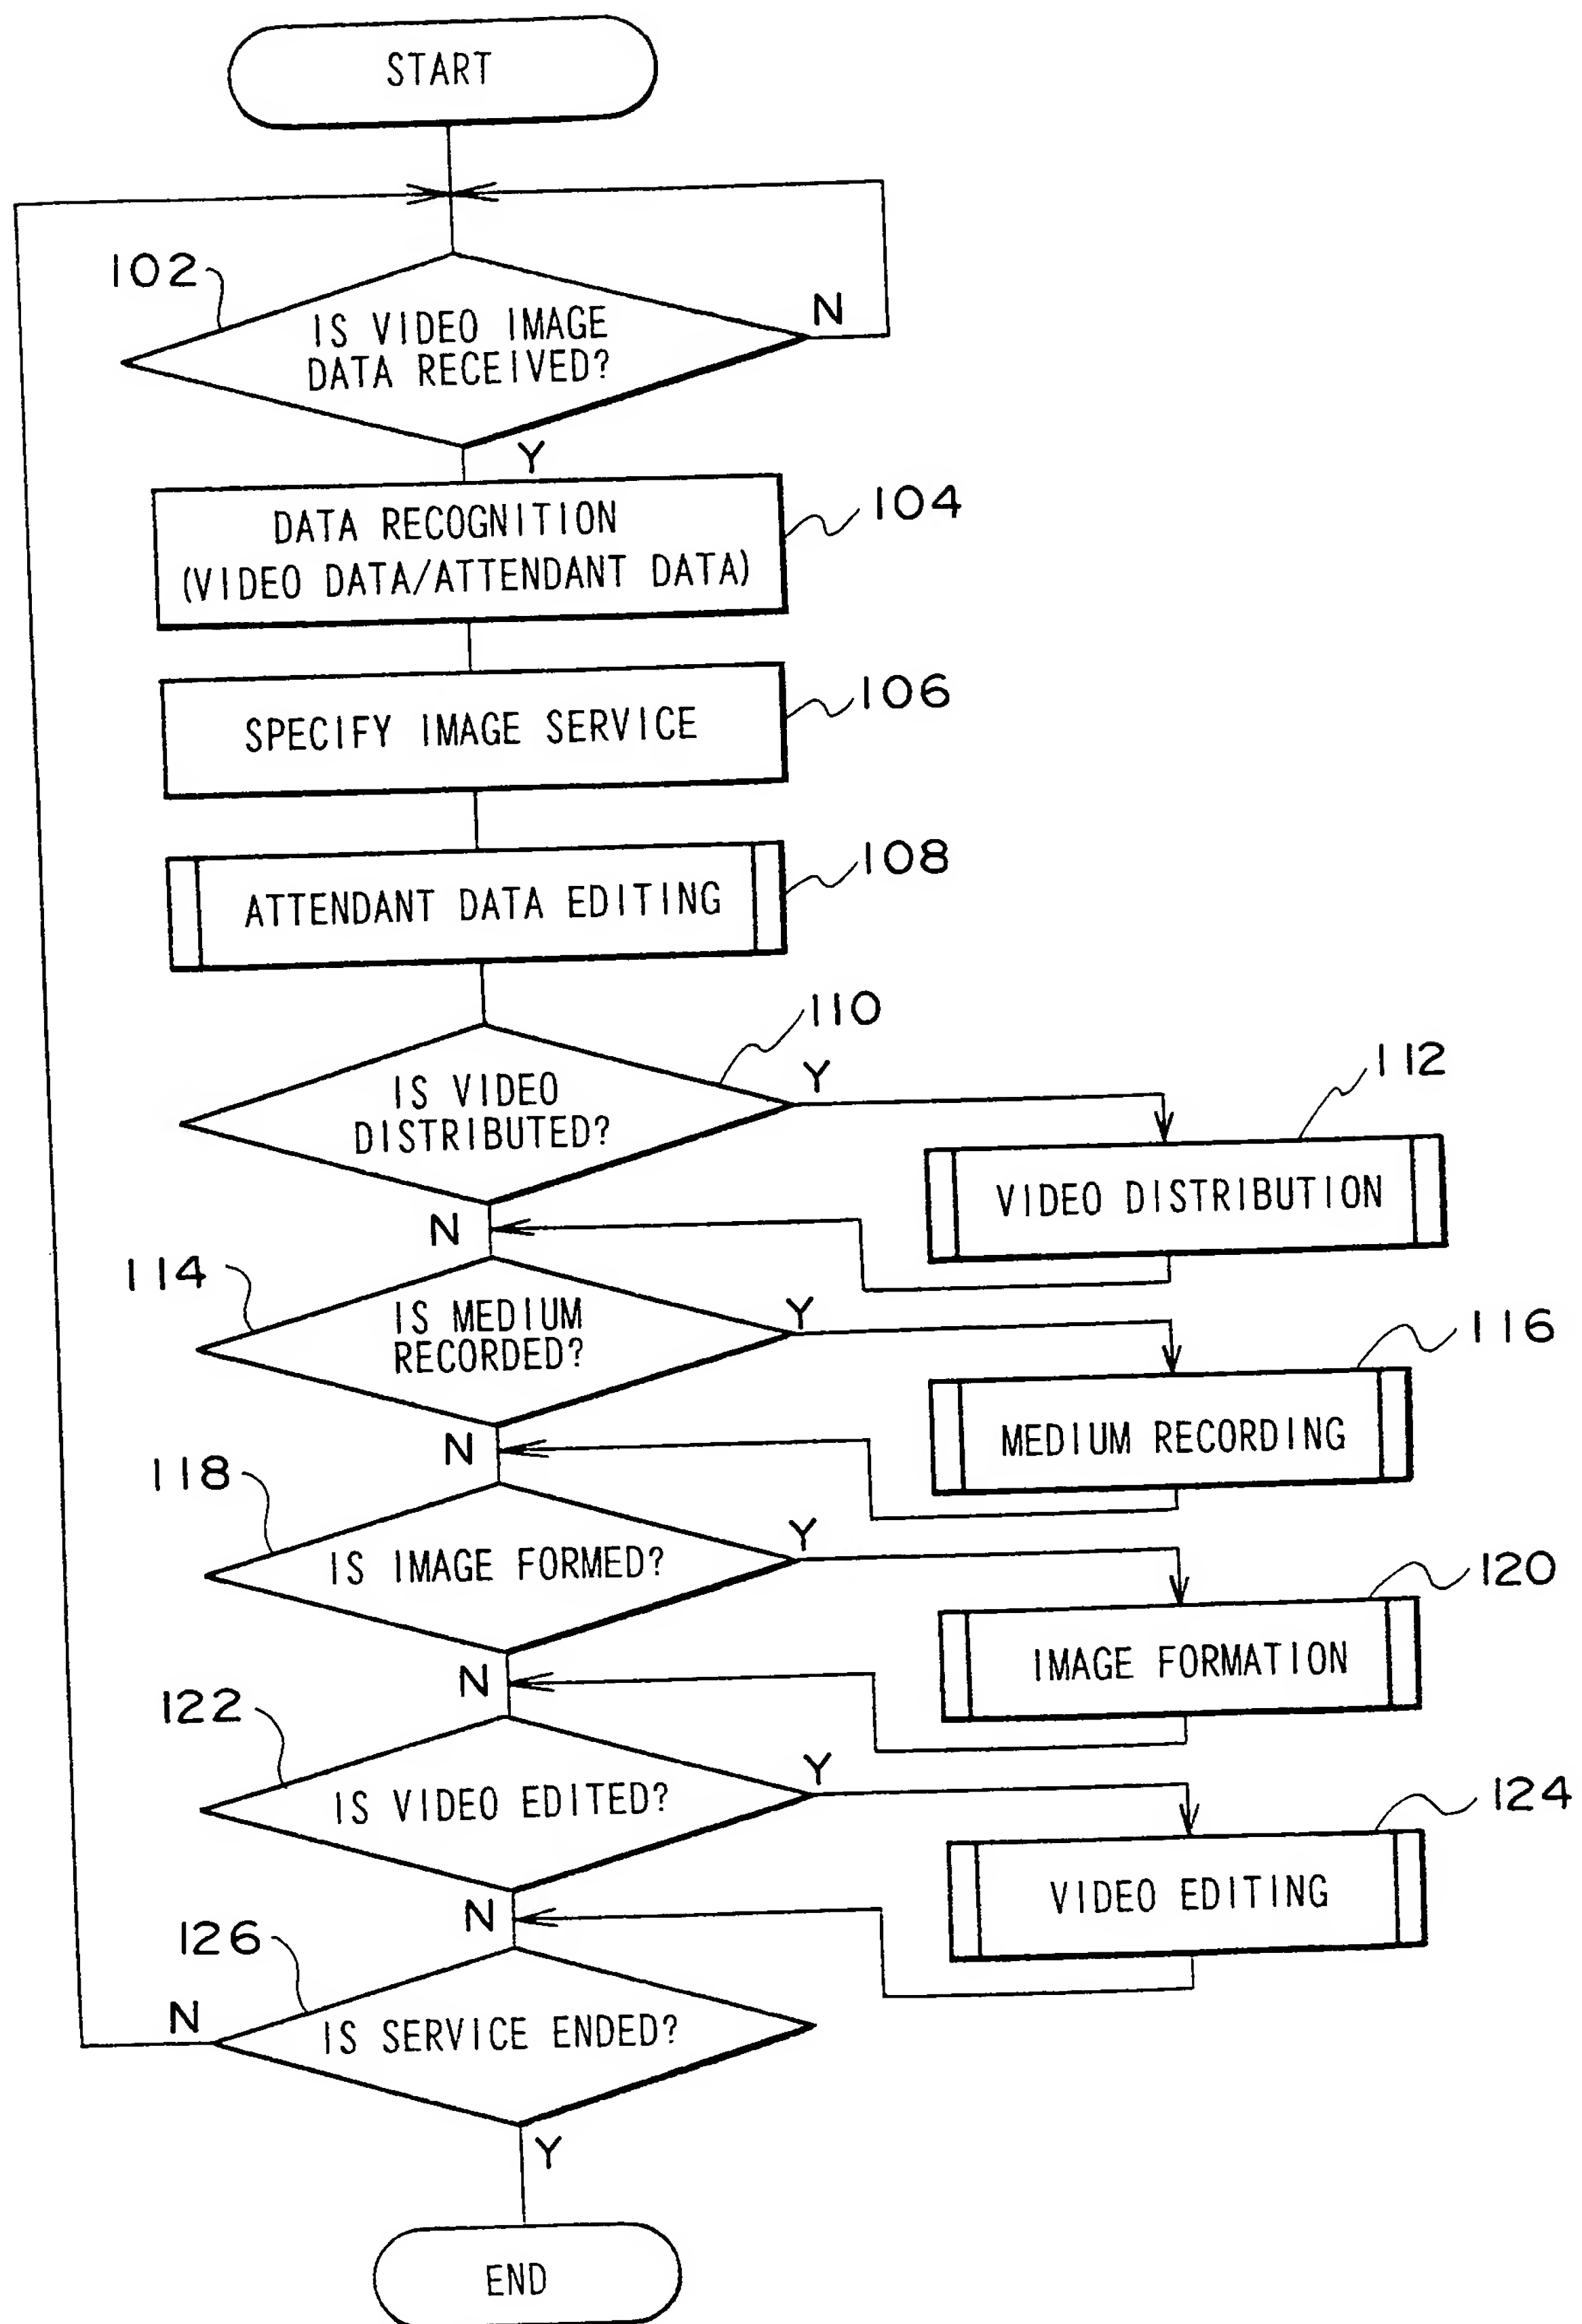 START
102
IS VIDEO IMAGE
DATA RECEIVED?
N
Y
DATA RECOGNITION
(VIDEO DATA/ATTENDANT DATA)
104
SPECIFY IMAGE SERVICE
106
ATTENDANT DATA EDITING
108
110
IS VIDEO
DISTRIBUTED?
Y
112
VIDEO DISTRIBUTION
N
114
IS MEDIUM
RECORDED?
Y
116
MEDIUM RECORDING
N
118
IS IMAGE FORMED?
Y
120
IMAGE FORMATION
N
122
IS VIDEO EDITED?
Y
124
VIDEO EDITING
N
126
IS SERVICE ENDED?
N
Y
END